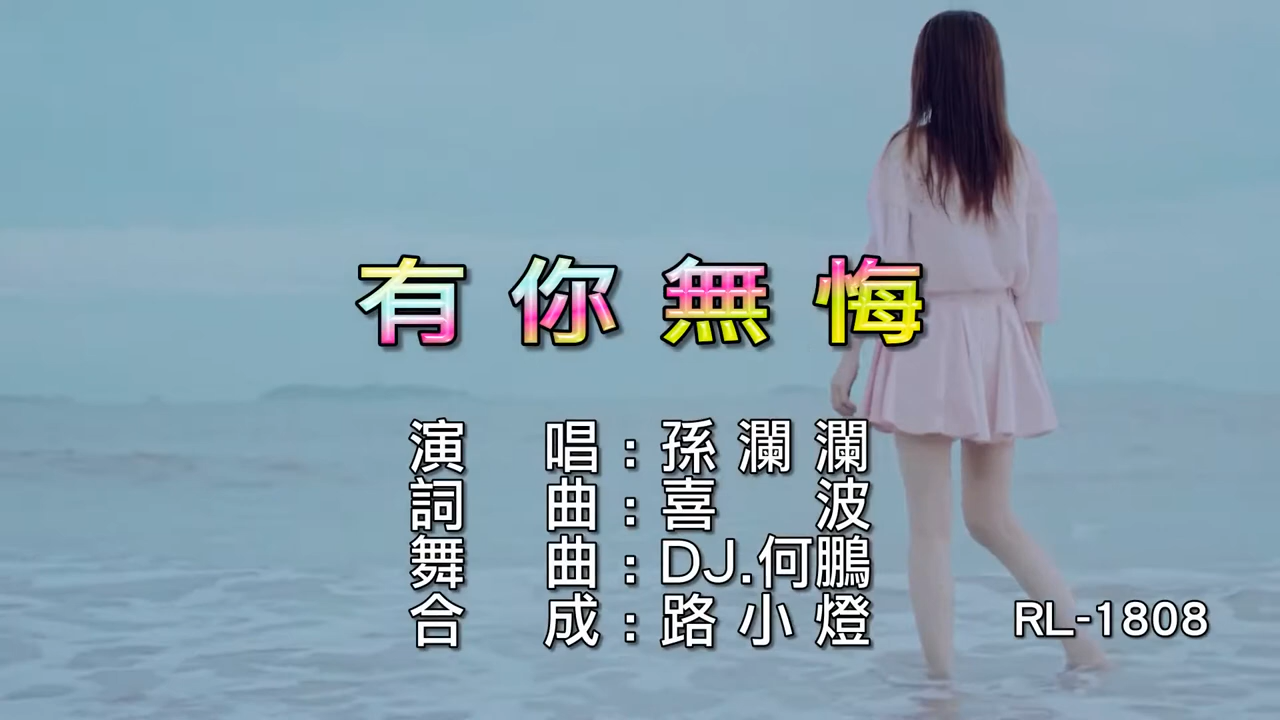 有你無悔
演 唱:孫瀾瀾
詞 曲:喜 波
舞 曲:DJ.何鵬
合 成:路小燈
RL-1808